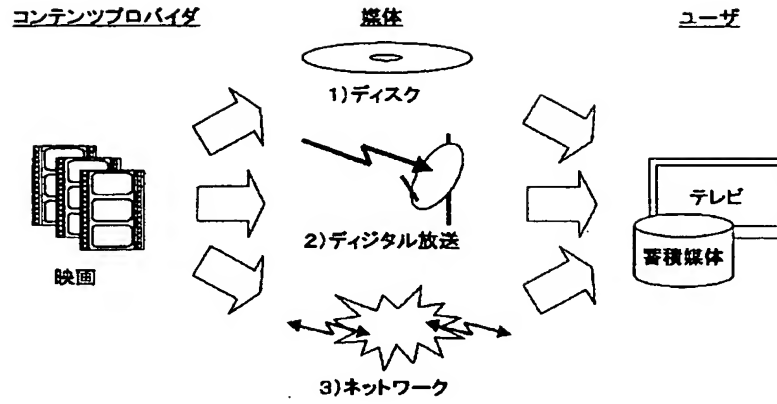 コンテンツプロバイダ
媒体
ユーザ
1)ディスク
2)ディジタル放送
3)ネットワーク
映画
テレビ
蓄積媒体